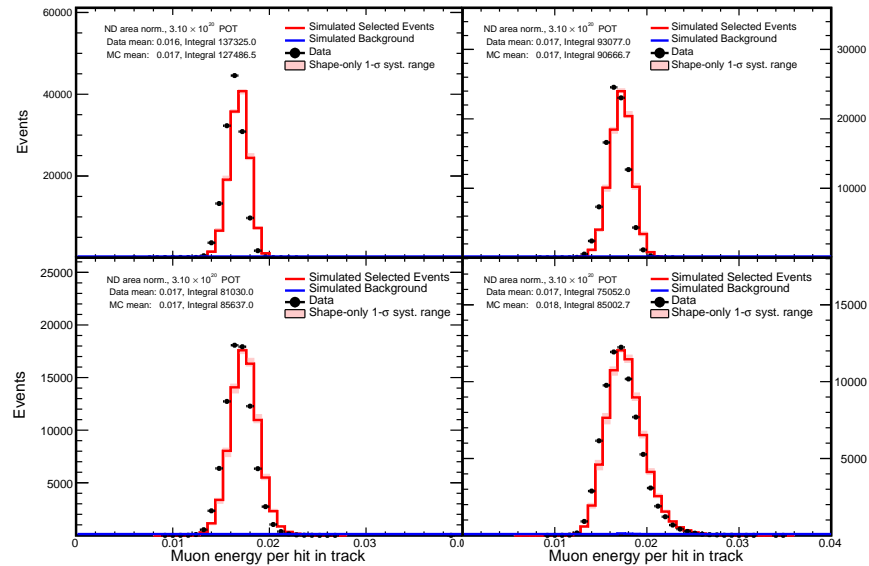 ND area norm., 3.10 × 10²⁰ POT
Data mean: 0.016, Integral 137325.0
MC mean: 0.017, Integral 127486.5
Simulated Selected Events
Simulated Background
Data
Shape-only 1-σ syst. range
Events
60000
40000
20000
ND area norm., 3.10 × 10²⁰ POT
Data mean: 0.017, Integral 93077.0
MC mean: 0.017, Integral 90666.7
Simulated Selected Events
Simulated Background
Data
Shape-only 1-σ syst. range
30000
20000
10000
ND area norm., 3.10 × 10²⁰ POT
Data mean: 0.017, Integral 81030.0
MC mean: 0.017, Integral 85637.0
Simulated Selected Events
Simulated Background
Data
Shape-only 1-σ syst. range
Events
25000
20000
15000
10000
5000
0
0.01
0.02
0.03
0.0
Muon energy per hit in track
ND area norm., 3.10 × 10²⁰ POT
Data mean: 0.017, Integral 75052.0
MC mean: 0.018, Integral 85002.7
Simulated Selected Events
Simulated Background
Data
Shape-only 1-σ syst. range
15000
10000
5000
0.01
0.02
0.03
0.04
Muon energy per hit in track